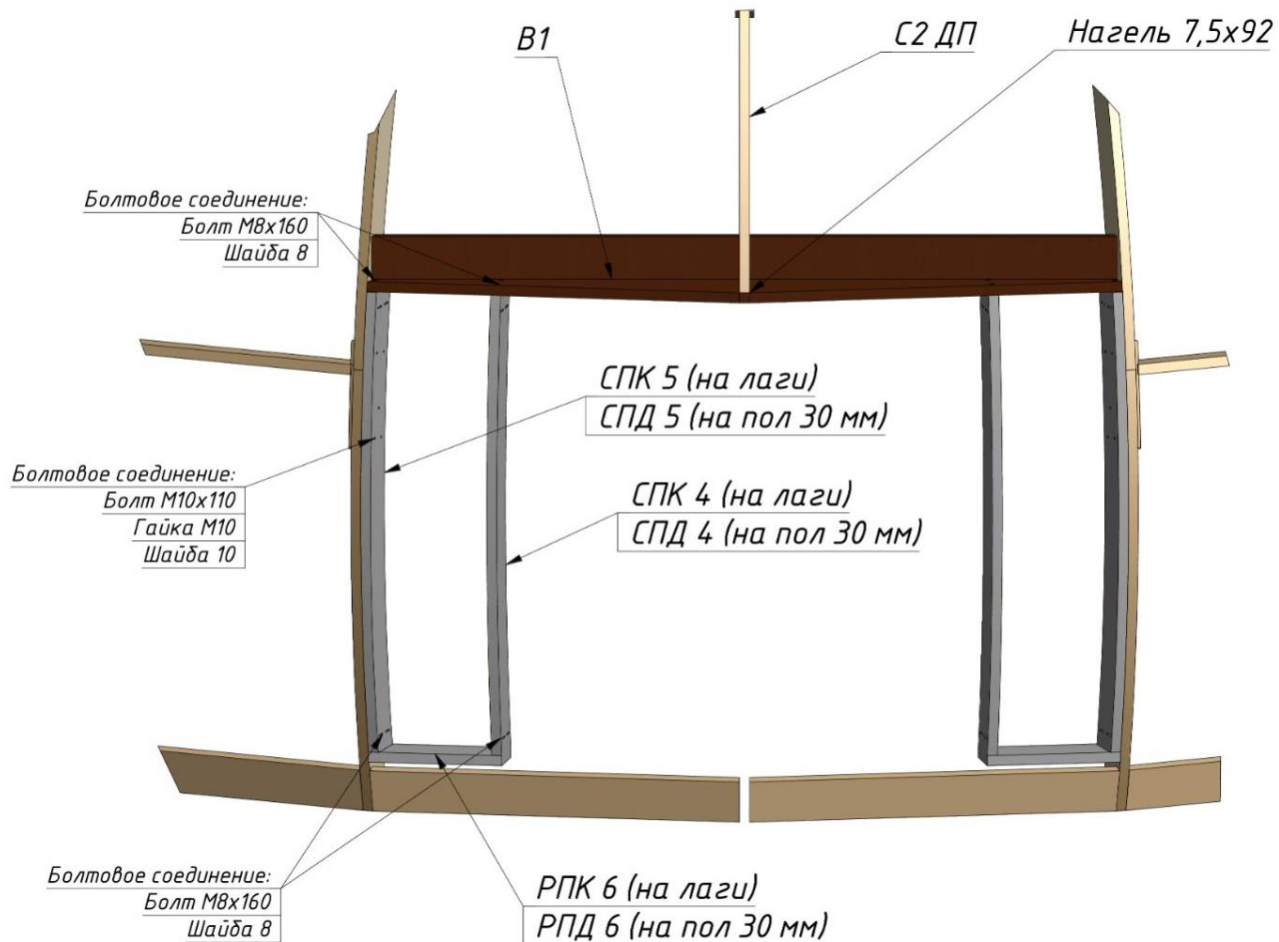 В1
С2 ДП
Нагель 7,5х92
Болтовое соединение:
Болт М8х160
Шайба 8
СПК 5 (на лаги)
СПД 5 (на пол 30 мм)
Болтовое соединение:
Болт М10х110
Гайка М10
Шайба 10
СПК 4 (на лаги)
СПД 4 (на пол 30 мм)
Болтовое соединение:
Болт М8х160
Шайба 8
РПК 6 (на лаги)
РПД 6 (на пол 30 мм)